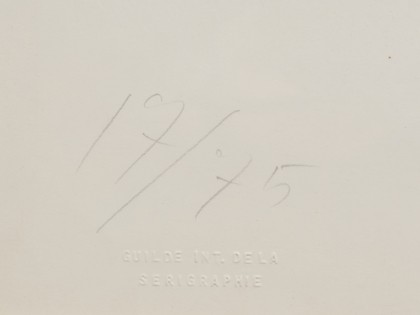 17/75
GUILDE INT. DE LA
SERIGRAPHIE